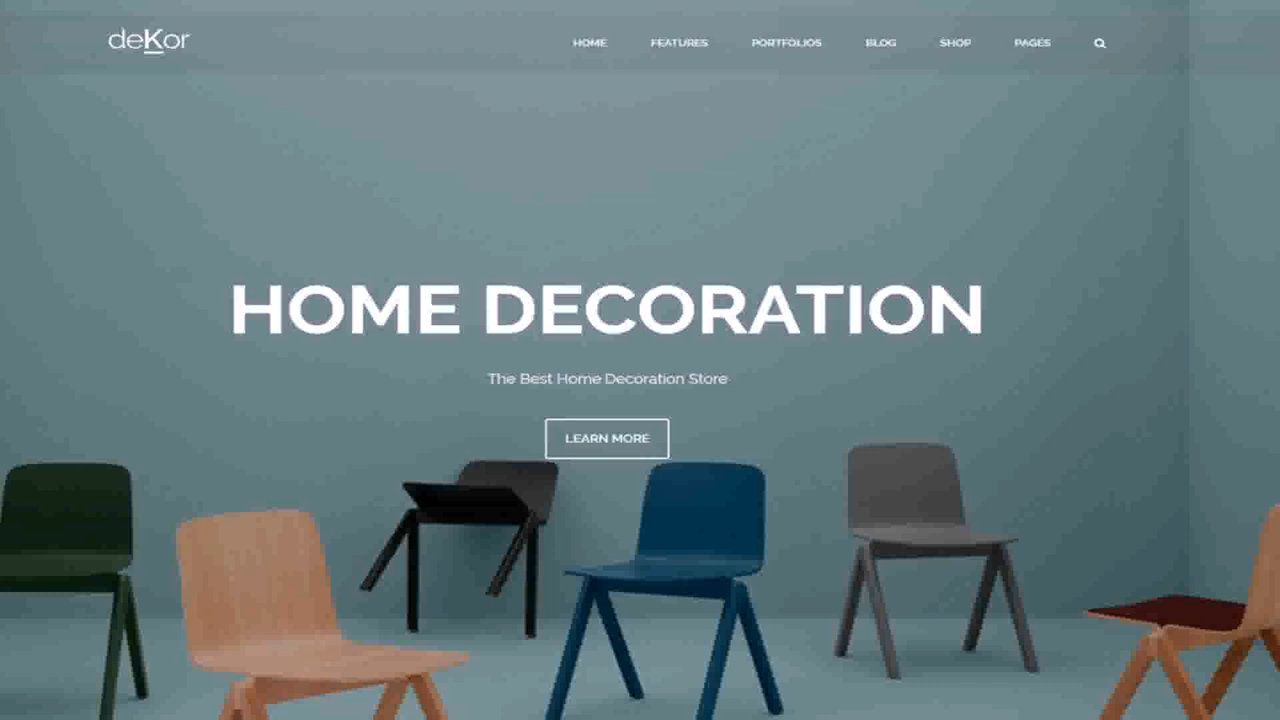 deKor
HOME FEATURES PORTFOLIOS BLOG SHOP PAGES
HOME DECORATION
The Best Home Decoration Store
LEARN MORE